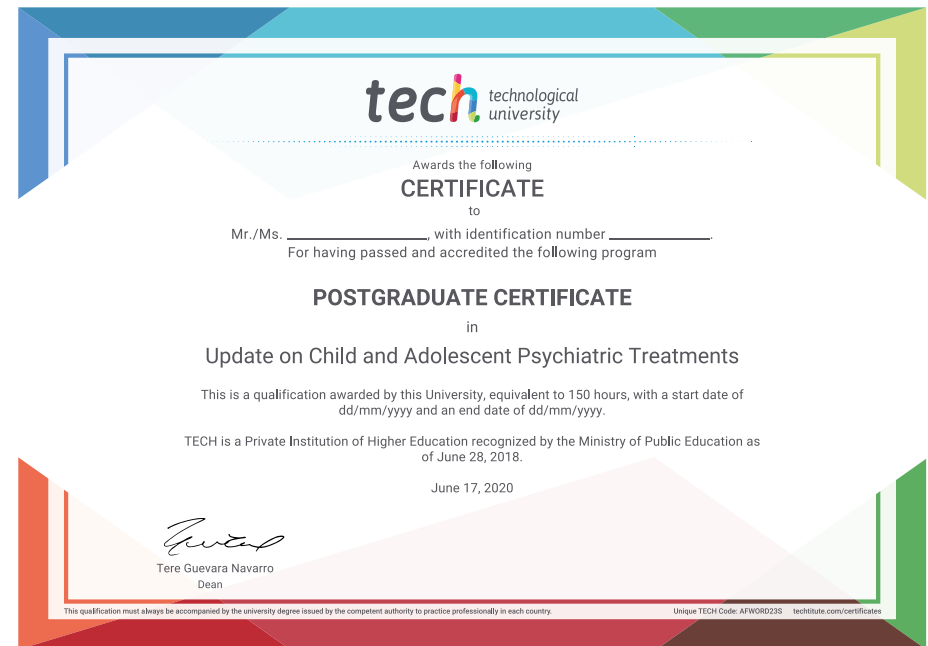 tech technological
university
Awards the following
CERTIFICATE
to
Mr./Ms. ____________________, with identification number ______________.
For having passed and accredited the following program
POSTGRADUATE CERTIFICATE
in
Update on Child and Adolescent Psychiatric Treatments
This is a qualification awarded by this University, equivalent to 150 hours, with a start date of
dd/mm/yyyy and an end date of dd/mm/yyyy.
TECH is a Private Institution of Higher Education recognized by the Ministry of Public Education as
of June 28, 2018.
June 17, 2020
Tere Guevara Navarro
Dean
This qualification must always be accompanied by the university degree issued by the competent authority to practice professionally in each country.
Unique TECH Code: AFWORD23S techtitute.com/certificates